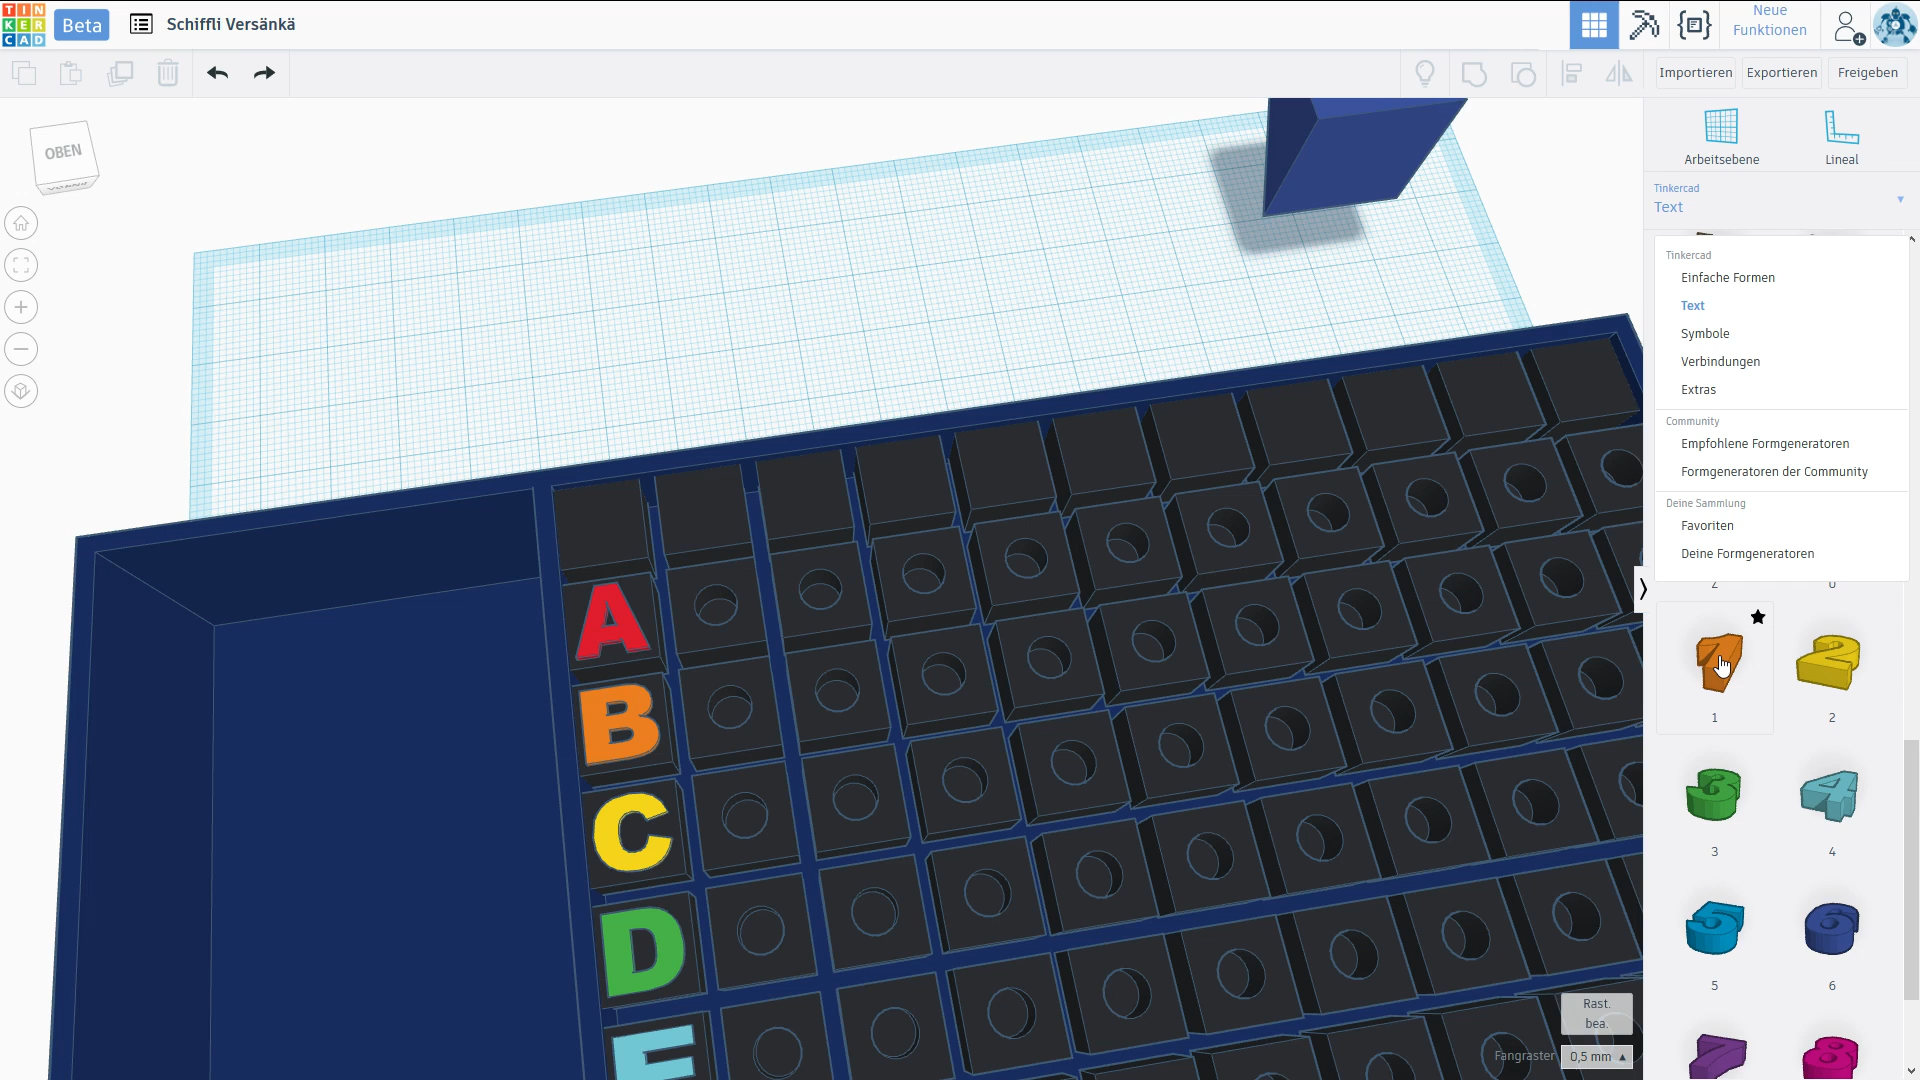 TIN
KER
CAD
Beta
Schiffli Versänkä
Neue
Funktionen
Importieren
Exportieren
Freigeben
OBEN
Arbeitsebene
Lineal
Tinkercad
Text
Tinkercad
Einfache Formen
Text
Symbole
Verbindungen
Extras
Community
Empfohlene Formgeneratoren
Formgeneratoren der Community
Deine Sammlung
Favoriten
Deine Formgeneratoren
A
B
C
D
E
1
2
3
4
5
6
Rast.
bea.
Fangraster
0,5 mm